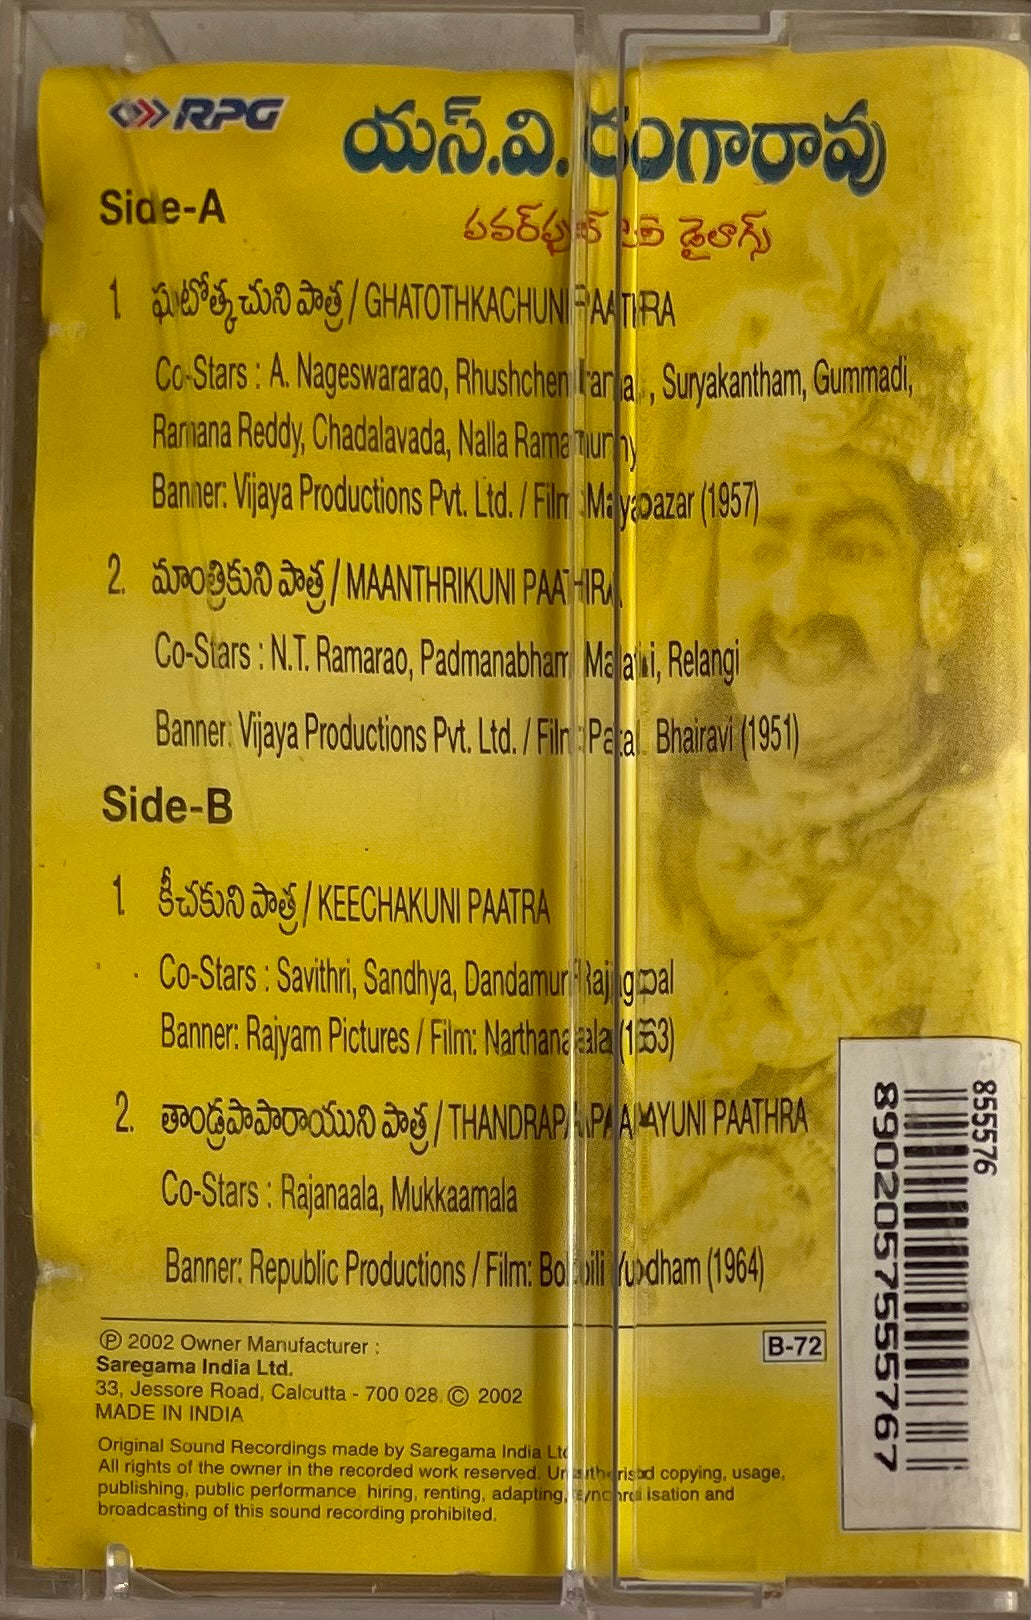 RPG
యస్.వి. రంగారావు
పవర్‌ఫుల్ డైలాగ్స్
Side-A
1 ఘటోత్కచుని పాత్ర / GHATOTHKACHUNI PAATHRA
Co-Stars : A. Nageswararao, Suryakantham, Gummadi,
Ramana Reddy, Chadalavada, Nalla
Banner: Vijaya Productions Pvt. Ltd. / Film: Mayabazar (1957)
2. మాంత్రికుని పాత్ర / MAANTHRIKUNI PAATHRA
Co-Stars : N.T. Ramarao, Padmanabham, Malathi, Relangi
Banner: Vijaya Productions Pvt. Ltd. / Film: Patal Bhairavi (1951)
Side-B
1. కీచకుని పాత్ర / KEECHAKUNI PAATRA
Co-Stars : Savithri, Sandhya, Dandamuri Rajagopal
Banner: Rajyam Pictures / Film: Narthanasala (1963)
2. తాండ్రపాపారాయుని పాత్ర / THANDRAPAAPAARAYUNI PAATHRA
Co-Stars : Rajanaala, Mukkaamala
Banner: Republic Productions / Film: Bobbili Yuddham (1964)
Ⓟ 2002 Owner Manufacturer :
B-72
Saregama India Ltd.
33, Jessore Road, Calcutta - 700 028 © 2002
MADE IN INDIA
Original Sound Recordings made by Saregama India Ltd
All rights of the owner in the recorded work reserved. Unauthorised copying, usage,
publishing, public performance, hiring, renting, adapting, synchronisation and
broadcasting of this sound recording prohibited.
855576
8902057555767